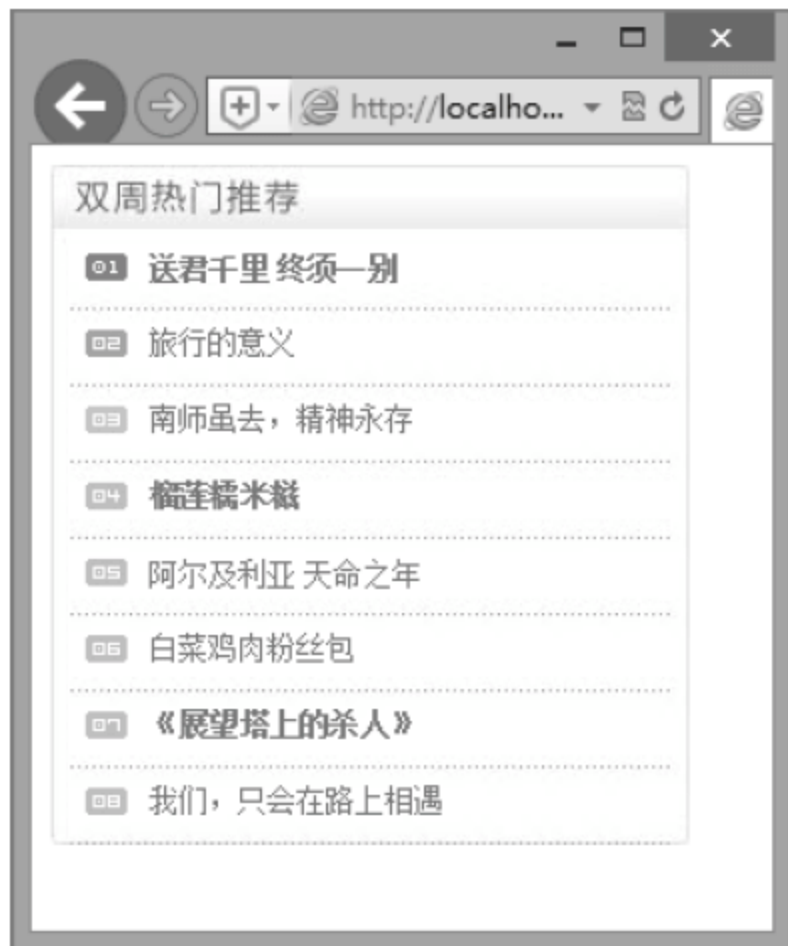 http://localho...
双周热门推荐
01 送君千里 终须一别
02 旅行的意义
03 南师虽去，精神永存
04 榴莲糯米糍
05 阿尔及利亚 天命之年
06 白菜鸡肉粉丝包
07 《展望塔上的杀人》
08 我们，只会在路上相遇